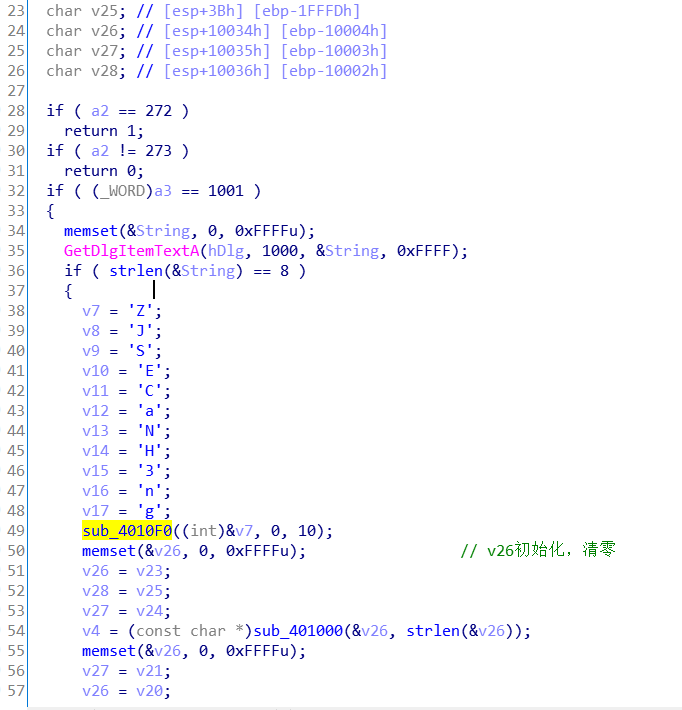 23 char v25; // [esp+3Bh] [ebp-1FFFDh]
24 char v26; // [esp+10034h] [ebp-10004h]
25 char v27; // [esp+10035h] [ebp-10003h]
26 char v28; // [esp+10036h] [ebp-10002h]
27
28 if ( a2 == 272 )
29 return 1;
30 if ( a2 != 273 )
31 return 0;
32 if ( (_WORD)a3 == 1001 )
33 {
34 memset(&String, 0, 0xFFFFu);
35 GetDlgItemTextA(hDlg, 1000, &String, 0xFFFF);
36 if ( strlen(&String) == 8 )
37 {
38 v7 = 'Z';
39 v8 = 'J';
40 v9 = 'S';
41 v10 = 'E';
42 v11 = 'C';
43 v12 = 'a';
44 v13 = 'N';
45 v14 = 'H';
46 v15 = '3';
47 v16 = 'n';
48 v17 = 'g';
49 sub_4010F0((int)&v7, 0, 10);
50 memset(&v26, 0, 0xFFFFu); // v26初始化，清零
51 v26 = v23;
52 v28 = v25;
53 v27 = v24;
54 v4 = (const char *)sub_401000(&v26, strlen(&v26));
55 memset(&v26, 0, 0xFFFFu);
56 v27 = v21;
57 v26 = v20;